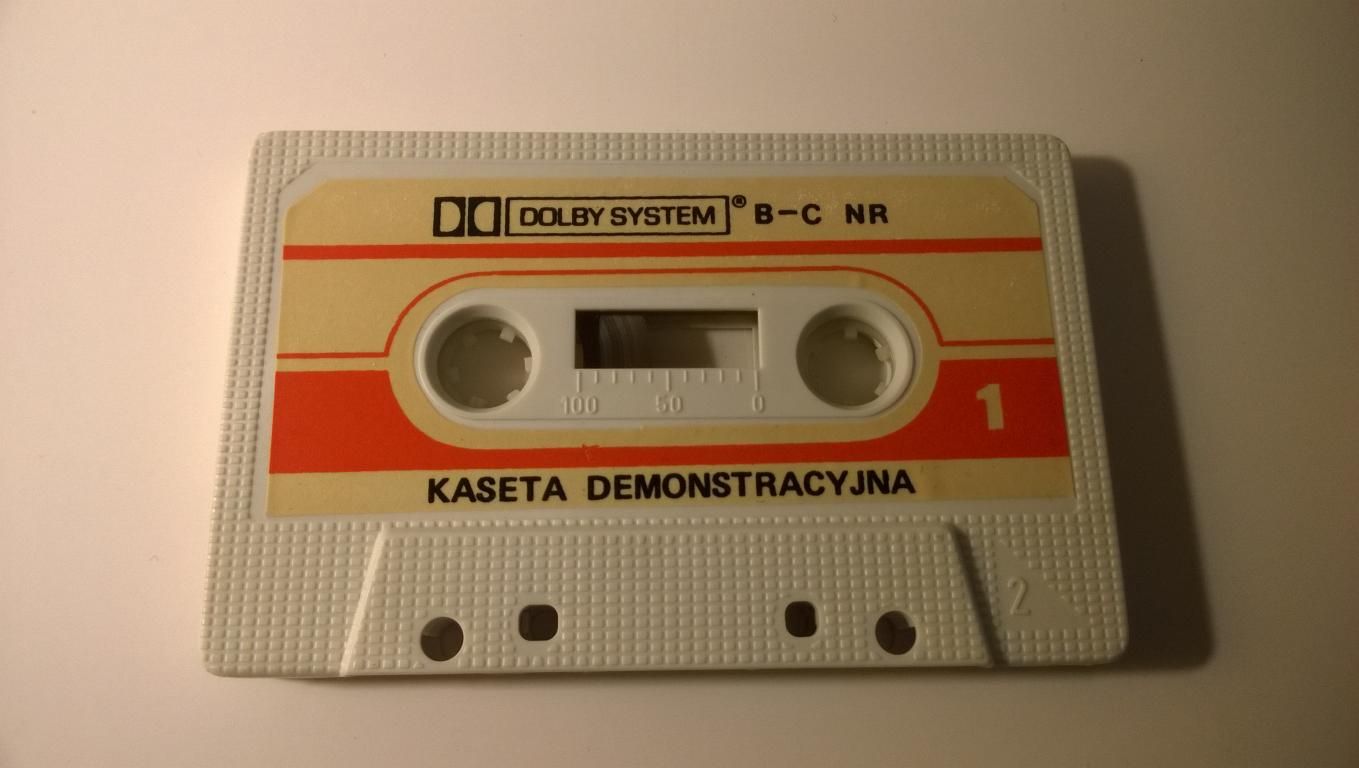 DOLBY SYSTEM® B-C NR
100 50 0
1
KASETA DEMONSTRACYJNA
2